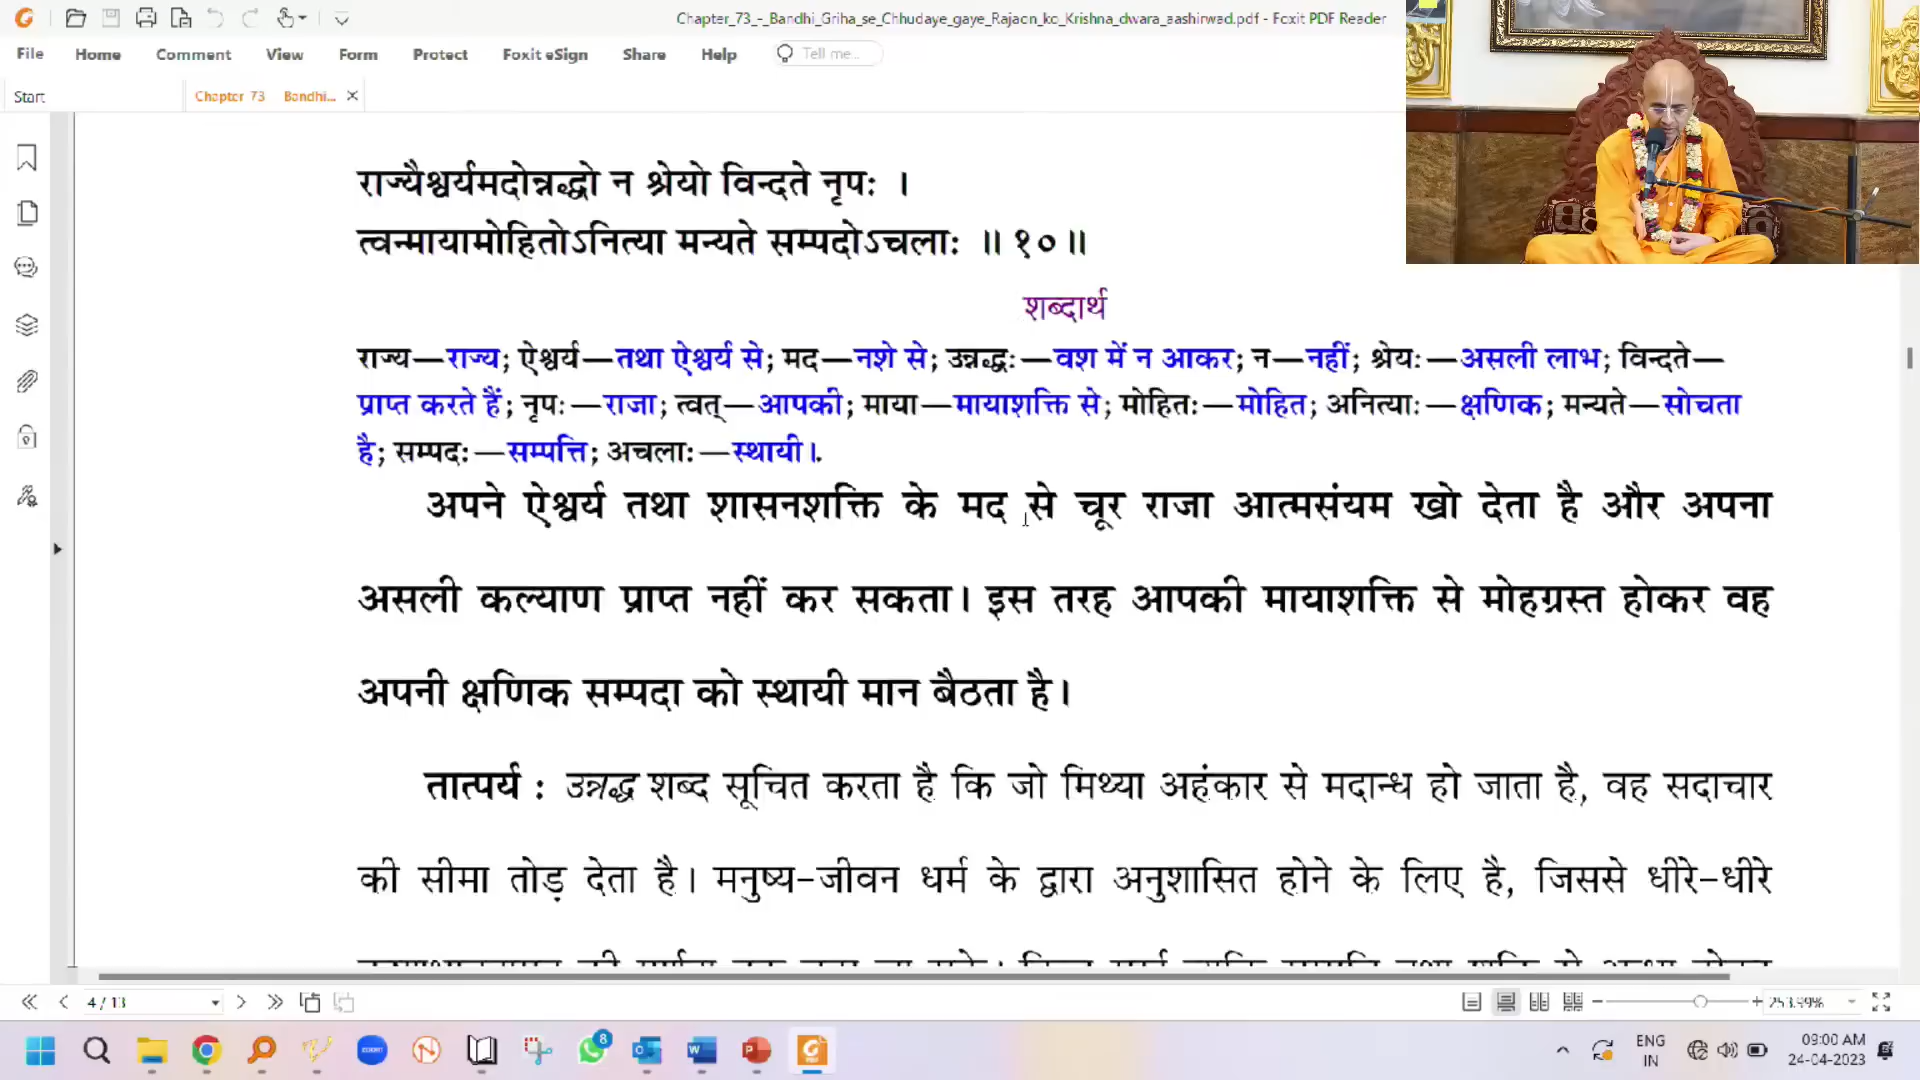 Chapter_73_-_Bandhi_Griha_se_Chhudaye_gaye_Rajaon_ko_Krishna_dwara_aashirwad.pdf - Foxit PDF Reader
File Home Comment View Form Protect Foxit eSign Share Help Tell me...
Start Chapter_73_-_Bandhi...
राज्यैश्वर्यमदोन्नद्धो न श्रेयो विन्दते नृपः ।
त्वन्मायामोहितोऽनित्या मन्यते सम्पदोऽचलाः ॥ १० ॥
शब्दार्थ
राज्य—राज्य; ऐश्वर्य—तथा ऐश्वर्य से; मद—नशे से; उन्नद्धः—वश में न आकर; न—नहीं; श्रेयः—असली लाभ; विन्दते—
प्राप्त करते हैं; नृपः—राजा; त्वत्—आपकी; माया—मायाशक्ति से; मोहितः—मोहित; अनित्याः—क्षणिक; मन्यते—सोचता
है; सम्पदः—सम्पत्ति; अचलाः—स्थायी।.
अपने ऐश्वर्य तथा शासनशक्ति के मद से चूर राजा आत्मसंयम खो देता है और अपना
असली कल्याण प्राप्त नहीं कर सकता। इस तरह आपकी मायाशक्ति से मोहग्रस्त होकर वह
अपनी क्षणिक सम्पदा को स्थायी मान बैठता है।
तात्पर्य : उन्नद्ध शब्द सूचित करता है कि जो मिथ्या अहंकार से मदान्ध हो जाता है, वह सदाचार
की सीमा तोड़ देता है। मनुष्य-जीवन धर्म के द्वारा अनुशासित होने के लिए है, जिससे धीरे-धीरे
4 / 13 253.99%
8 ENG 09:00 AM
IN 24-04-2023